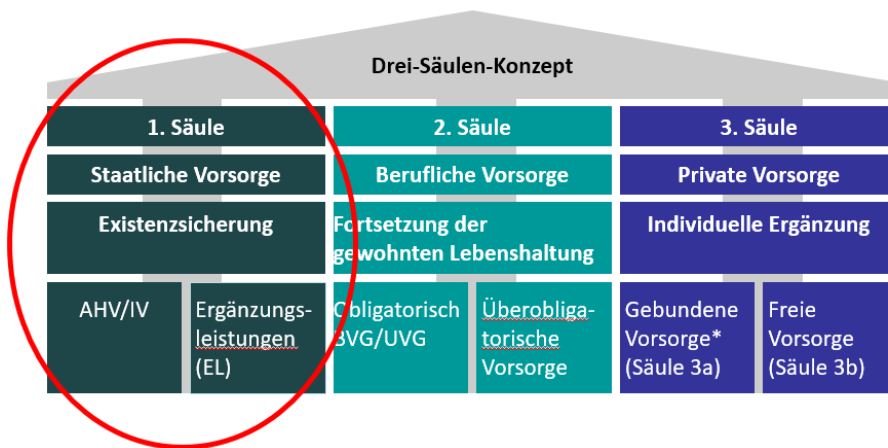 Drei-Säulen-Konzept
1. Säule
2. Säule
3. Säule
Staatliche Vorsorge
Berufliche Vorsorge
Private Vorsorge
Existenzsicherung
Fortsetzung der
gewohnten Lebenshaltung
Individuelle Ergänzung
AHV/IV
Ergänzungs-
leistungen
(EL)
Obligatorisch
BVG/UVG
Überobliga-
torische
Vorsorge
Gebundene
Vorsorge*
(Säule 3a)
Freie
Vorsorge
(Säule 3b)